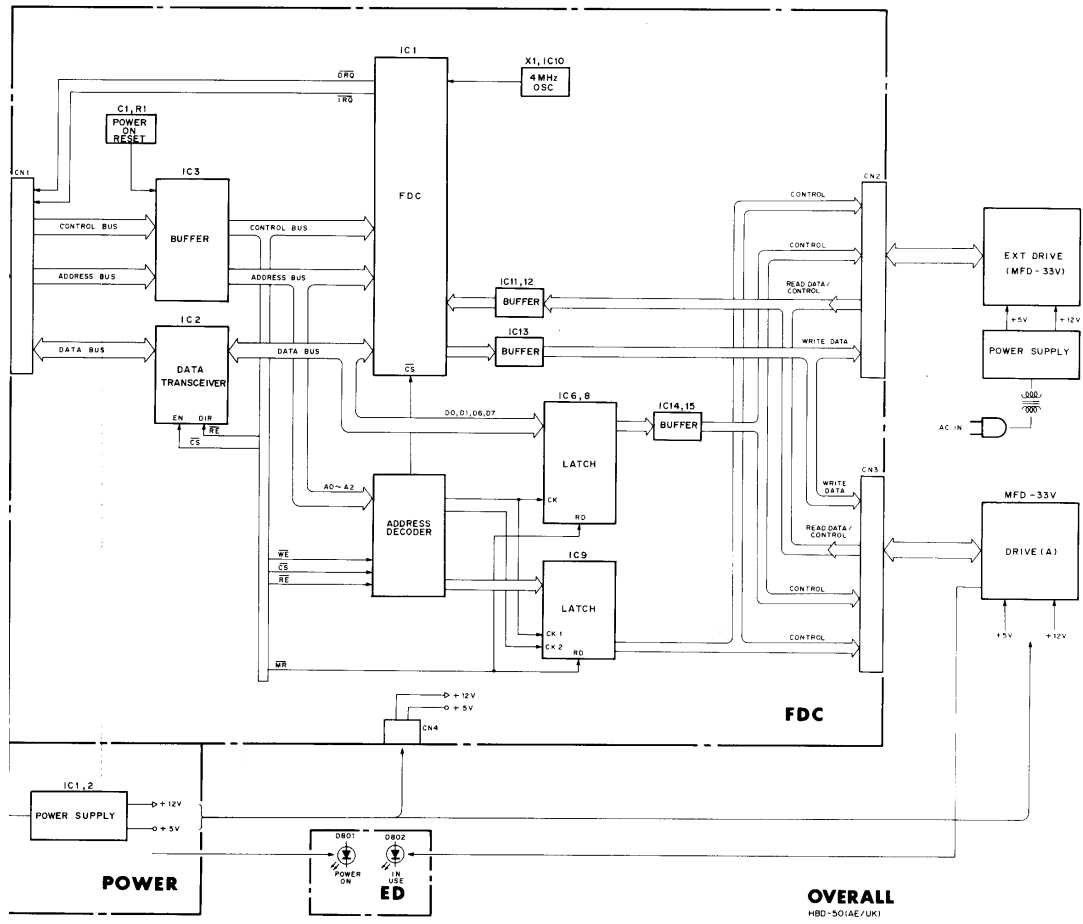 IC1
X1, IC10
4MHz
OSC
DRQ
IRQ
C1, R1
POWER
ON
RESET
CN1
IC3
BUFFER
CONTROL BUS
CONTROL BUS
ADDRESS BUS
ADDRESS BUS
FDC
CN2
CONTROL
CONTROL
READ DATA/
CONTROL
WRITE DATA
EXT DRIVE
(MFD-33V)
+5V
+12V
POWER SUPPLY
AC IN
IC11, 12
BUFFER
IC13
BUFFER
IC2
DATA
TRANSCEIVER
EN
DIR
DATA BUS
DATA BUS
RE
CS
CS
D0, D1, D6, D7
IC6, 8
LATCH
CK
RD
IC14, 15
BUFFER
A0~A2
ADDRESS
DECODER
WE
CS
RE
MR
IC9
LATCH
CK 1
CK 2
RD
CN3
WRITE
DATA
READ DATA/
CONTROL
CONTROL
CONTROL
MFD-33V
DRIVE (A)
+5V
+12V
+12V
+5V
CN4
FDC
IC1, 2
POWER SUPPLY
+12V
+5V
POWER
D801
POWER
ON
D802
IN
USE
ED
OVERALL
HBD-50(AE/UK)